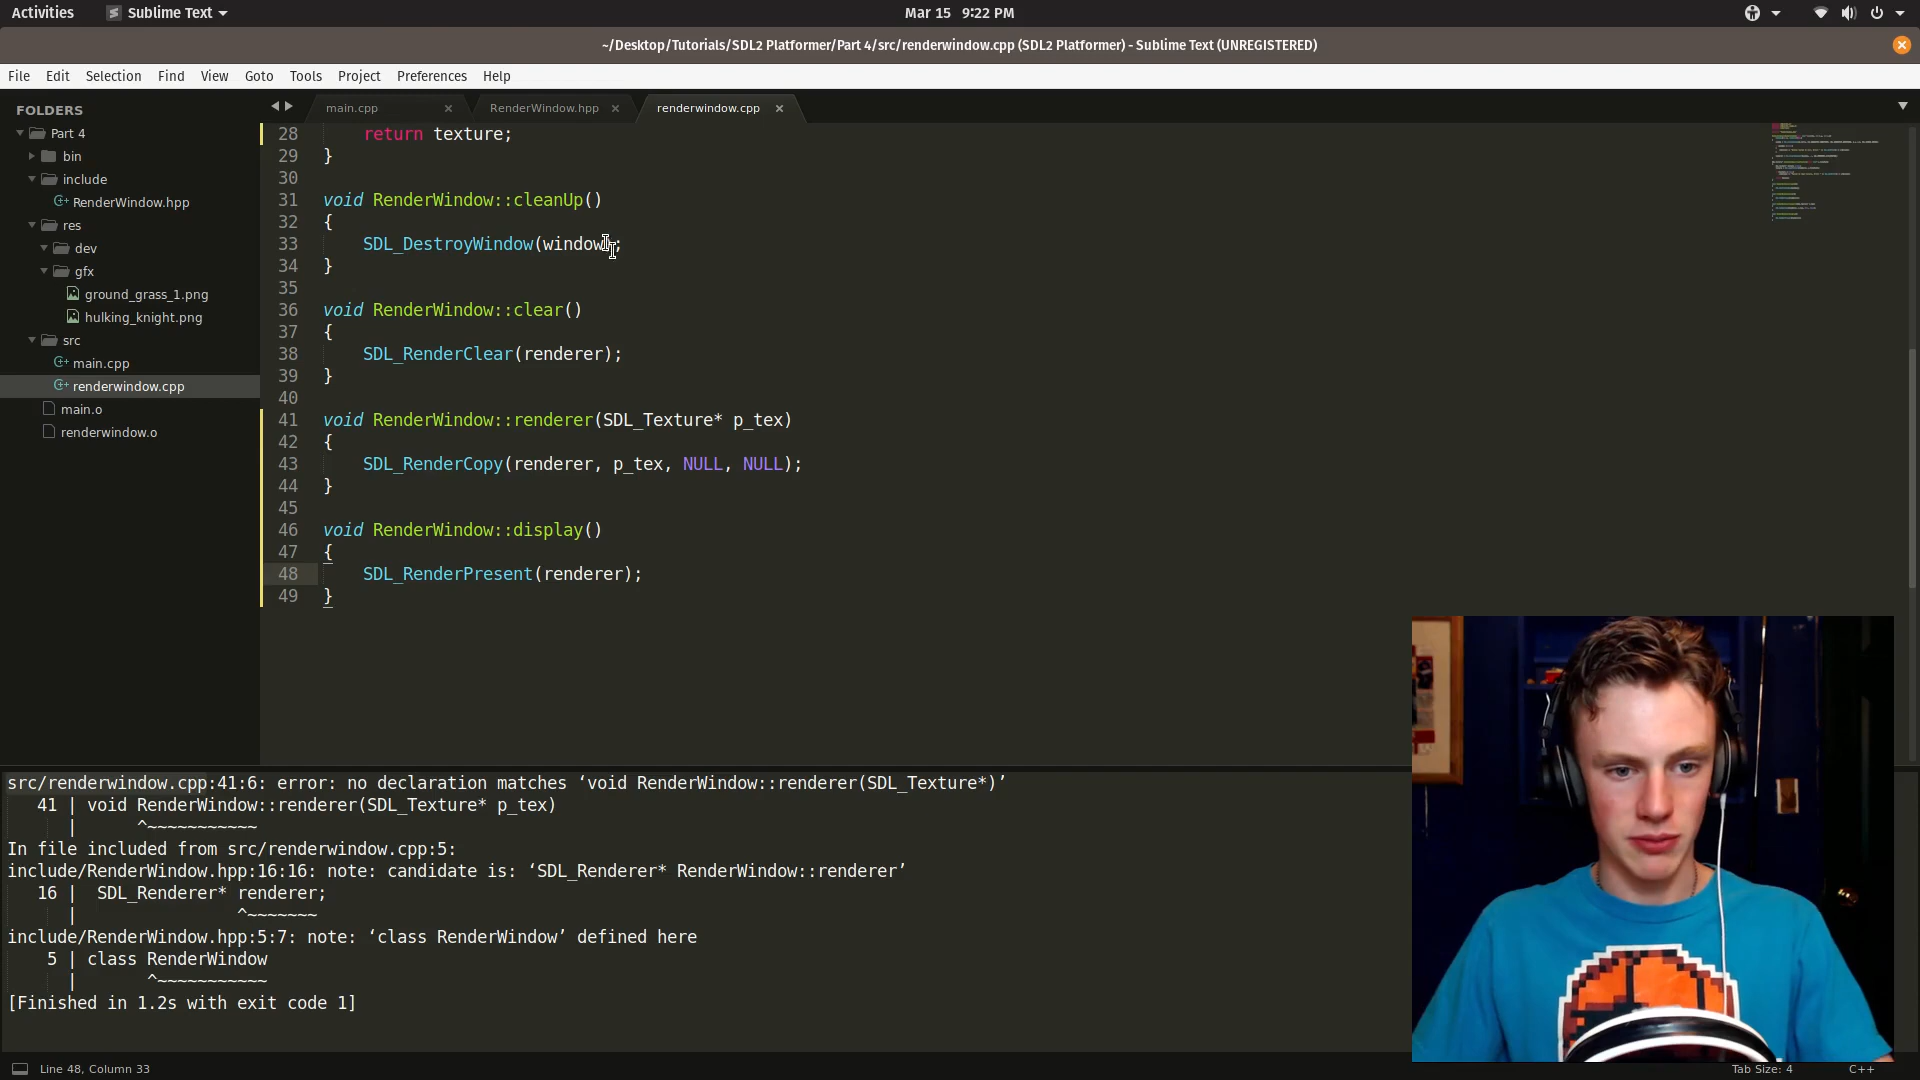 Activities
Sublime Text
Mar 15 9:22 PM
~/Desktop/Tutorials/SDL2 Platformer/Part 4/src/renderwindow.cpp (SDL2 Platformer) - Sublime Text (UNREGISTERED)
File Edit Selection Find View Goto Tools Project Preferences Help
FOLDERS
Part 4
bin
include
RenderWindow.hpp
res
dev
gfx
ground_grass_1.png
hulking_knight.png
src
main.cpp
renderwindow.cpp
main.o
renderwindow.o
main.cpp RenderWindow.hpp renderwindow.cpp
28 return texture;
29 }
30
31 void RenderWindow::cleanUp()
32 {
33 SDL_DestroyWindow(window);
34 }
35
36 void RenderWindow::clear()
37 {
38 SDL_RenderClear(renderer);
39 }
40
41 void RenderWindow::renderer(SDL_Texture* p_tex)
42 {
43 SDL_RenderCopy(renderer, p_tex, NULL, NULL);
44 }
45
46 void RenderWindow::display()
47 {
48 SDL_RenderPresent(renderer);
49 }
src/renderwindow.cpp:41:6: error: no declaration matches ‘void RenderWindow::renderer(SDL_Texture*)’
41 | void RenderWindow::renderer(SDL_Texture* p_tex)
| ^~~~~~~~~~~~
In file included from src/renderwindow.cpp:5:
include/RenderWindow.hpp:16:16: note: candidate is: ‘SDL_Renderer* RenderWindow::renderer’
16 | SDL_Renderer* renderer;
| ^~~~~~~~
include/RenderWindow.hpp:5:7: note: ‘class RenderWindow’ defined here
5 | class RenderWindow
| ^~~~~~~~~~~~
[Finished in 1.2s with exit code 1]
Line 48, Column 33
Tab Size: 4
C++